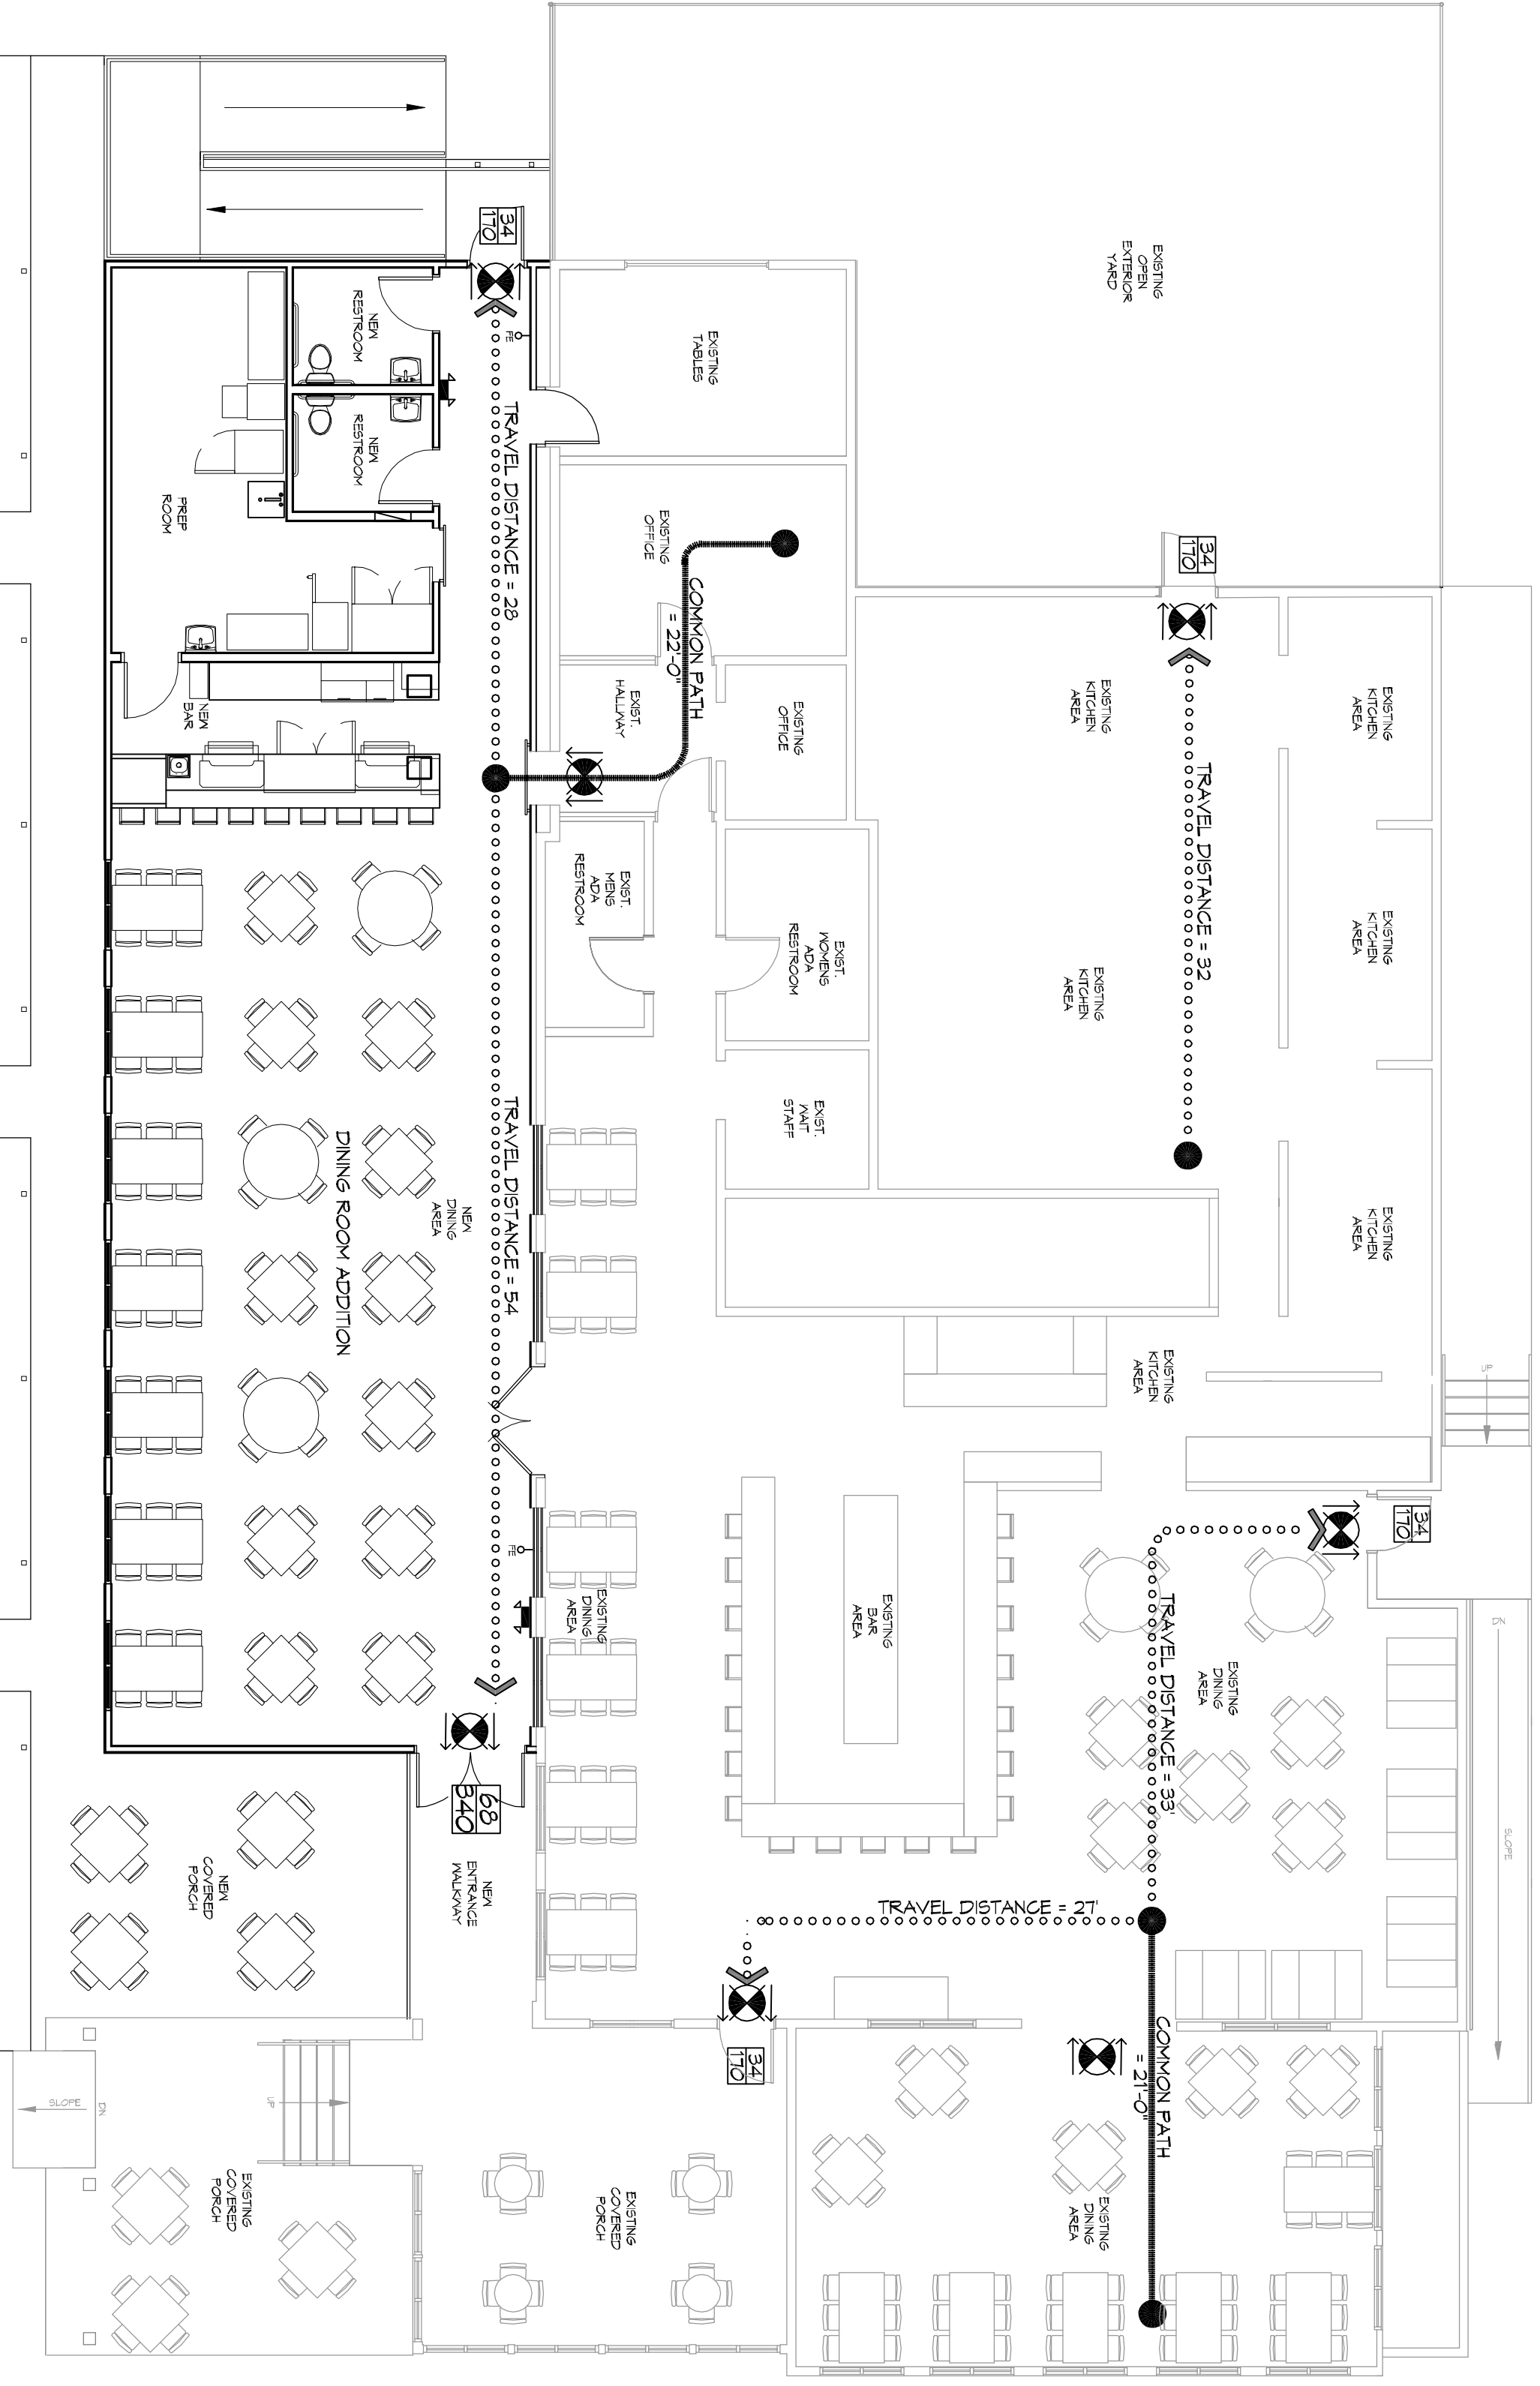 EXISTING
OPEN
EXTERIOR
YARD
34
170
34
170
FE
EXISTING
TABLES
NEW
RESTROOM
NEW
RESTROOM
PREP
ROOM
TRAVEL DISTANCE = 28
EXISTING
OFFICE
COMMON PATH
= 22'-0"
EXIST.
HALLWAY
EXISTING
OFFICE
NEW
BAR
EXISTING
KITCHEN
AREA
EXISTING
KITCHEN
AREA
TRAVEL DISTANCE = 32
EXISTING
KITCHEN
AREA
EXISTING
KITCHEN
AREA
EXIST.
MENS
ADA
RESTROOM
EXIST.
WOMENS
ADA
RESTROOM
EXIST.
WAIT
STAFF
TRAVEL DISTANCE = 54
NEW
DINING
AREA
DINING ROOM ADDITION
EXISTING
KITCHEN
AREA
EXISTING
KITCHEN
AREA
UP
34
170
FE
EXISTING
DINING
AREA
EXISTING
BAR
AREA
TRAVEL DISTANCE = 33'
EXISTING
DINING
AREA
DN
SLOPE
68
340
NEW
ENTRANCE
WALKWAY
NEW
COVERED
PORCH
TRAVEL DISTANCE = 27'
34
170
COMMON PATH
= 21'-0"
EXISTING
DINING
AREA
SLOPE
DN
UP
EXISTING
COVERED
PORCH
EXISTING
COVERED
PORCH